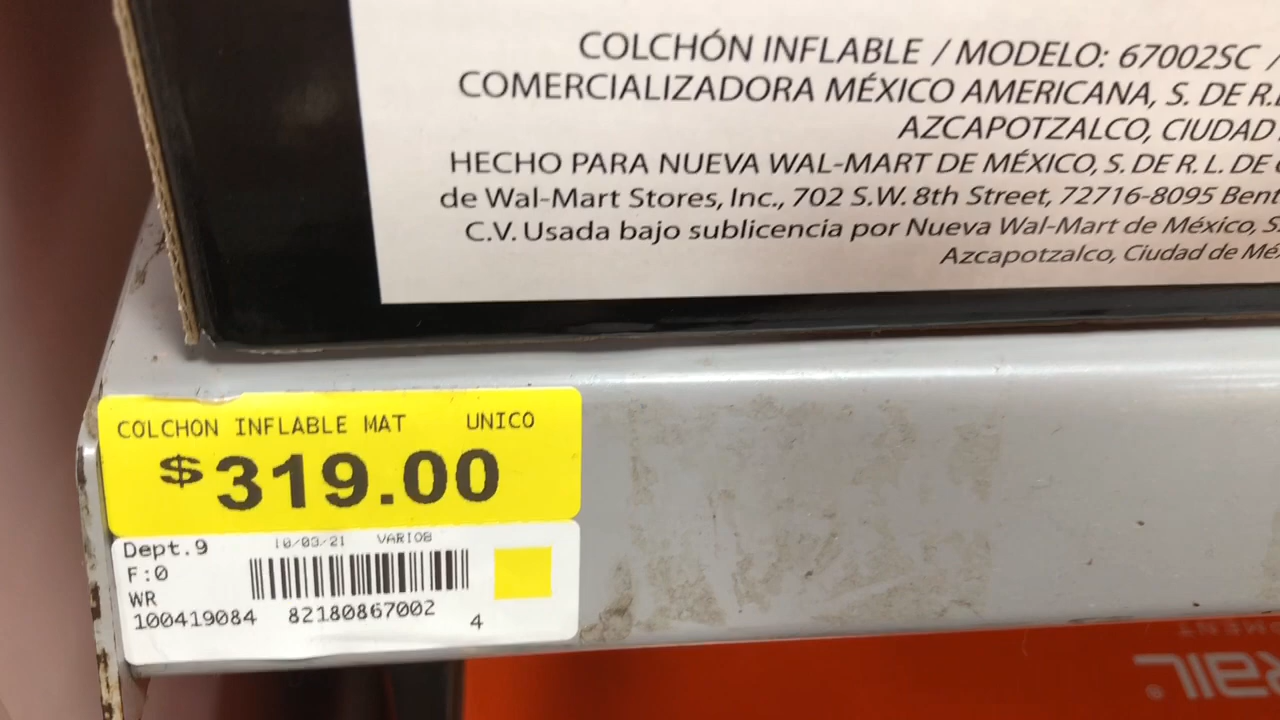 COLCHÓN INFLABLE / MODELO: 67002SC /
COMERCIALIZADORA MÉXICO AMERICANA, S. DE R.L
AZCAPOTZALCO, CIUDAD
HECHO PARA NUEVA WAL-MART DE MÉXICO, S. DE R. L. DE
de Wal-Mart Stores, Inc., 702 S.W. 8th Street, 72716-8095 Bent
C.V. Usada bajo sublicencia por Nueva Wal-Mart de México, S.
Azcapotzalco, Ciudad de Mé
COLCHON INFLABLE MAT UNICO
$319.00
Dept.9 10/03/21 VARIOS
F:0
WR
100419084 82180867002 4